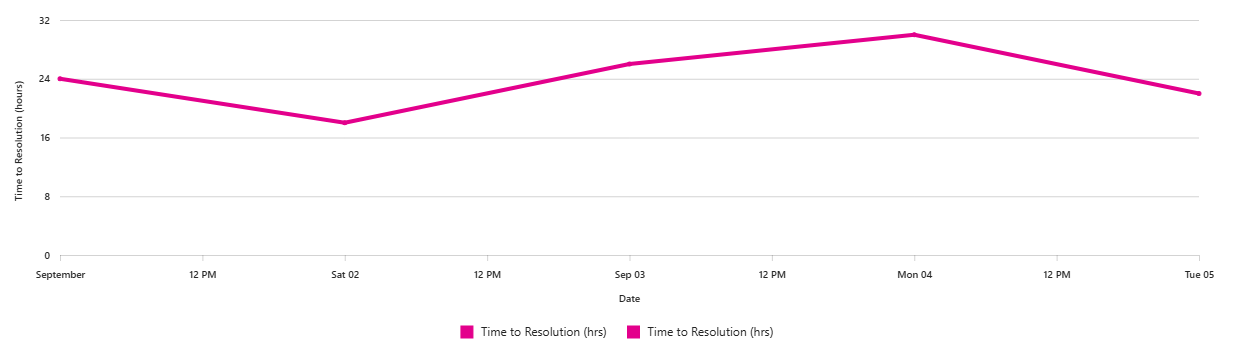 32
24
16
8
0
Time to Resolution (hours)
September 12 PM Sat 02 12 PM Sep 03 12 PM Mon 04 12 PM Tue 05
Date
Time to Resolution (hrs) Time to Resolution (hrs)